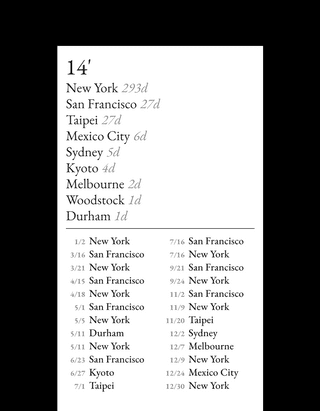 14'
New York 293d
San Francisco 27d
Taipei 27d
Mexico City 6d
Sydney 5d
Kyoto 4d
Melbourne 2d
Woodstock 1d
Durham 1d
1/2 New York
3/16 San Francisco
3/21 New York
4/15 San Francisco
4/18 New York
5/1 San Francisco
5/5 New York
5/11 Durham
5/11 New York
6/23 San Francisco
6/27 Kyoto
7/1 Taipei
7/16 San Francisco
7/16 New York
9/21 San Francisco
9/24 New York
11/2 San Francisco
11/9 New York
11/20 Taipei
12/2 Sydney
12/7 Melbourne
12/9 New York
12/24 Mexico City
12/30 New York